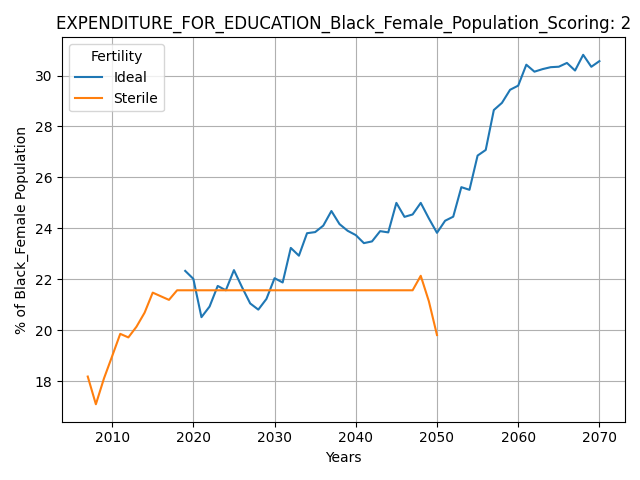 EXPENDITURE_FOR_EDUCATION_Black_Female_Population_Scoring: 2
Fertility
Ideal
Sterile
% of Black_Female Population
30
28
26
24
22
20
18
2010 2020 2030 2040 2050 2060 2070
Years